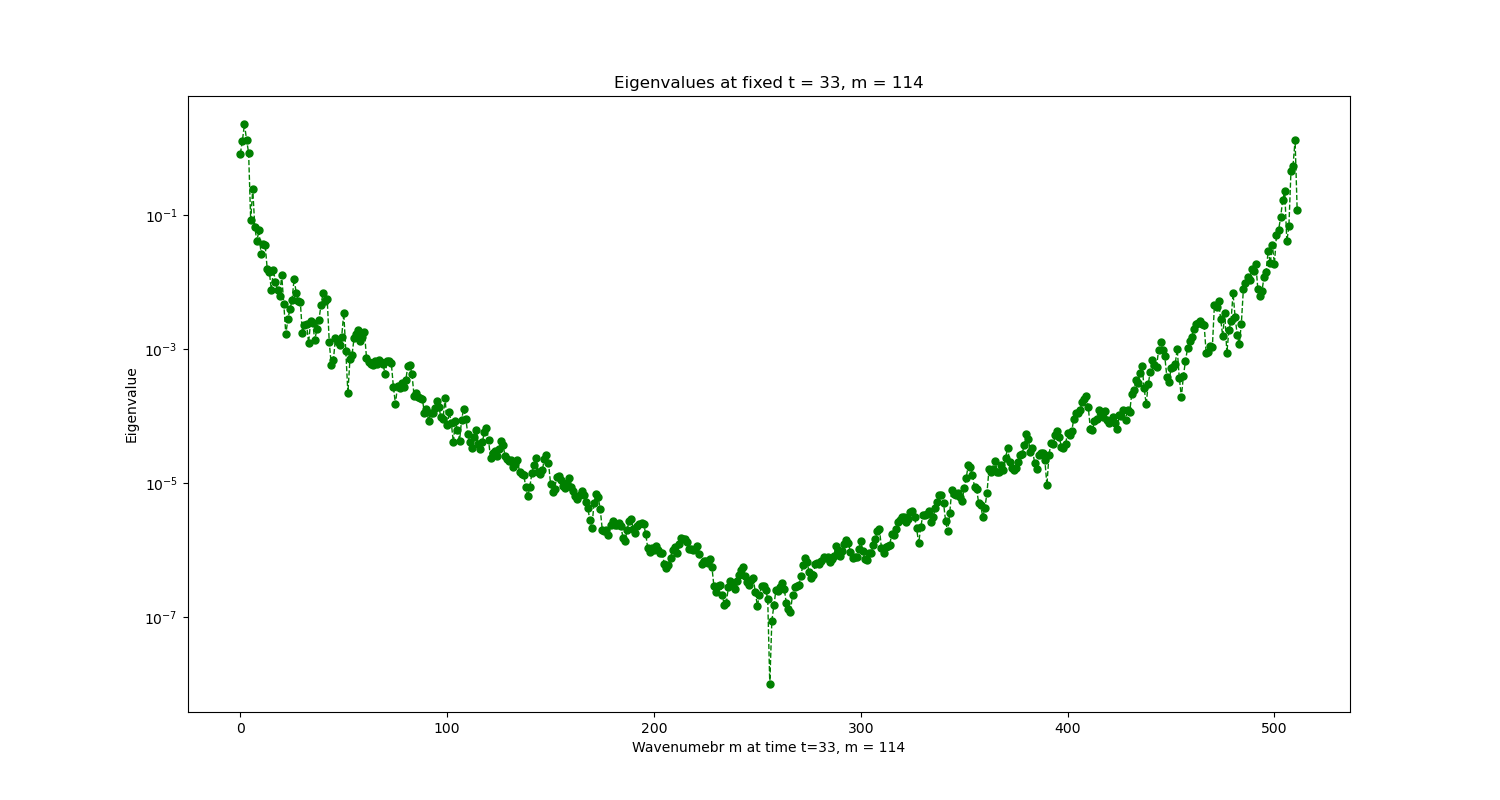 Eigenvalues at fixed t = 33, m = 114
Eigenvalue
10⁻¹
10⁻³
10⁻⁵
10⁻⁷
0 100 200 300 400 500
Wavenumebr m at time t=33, m = 114